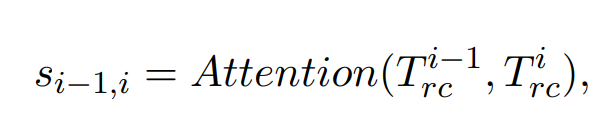 $s_{i-1,i} = Attention(T_{rc}^{i-1}, T_{rc}^{i}),$